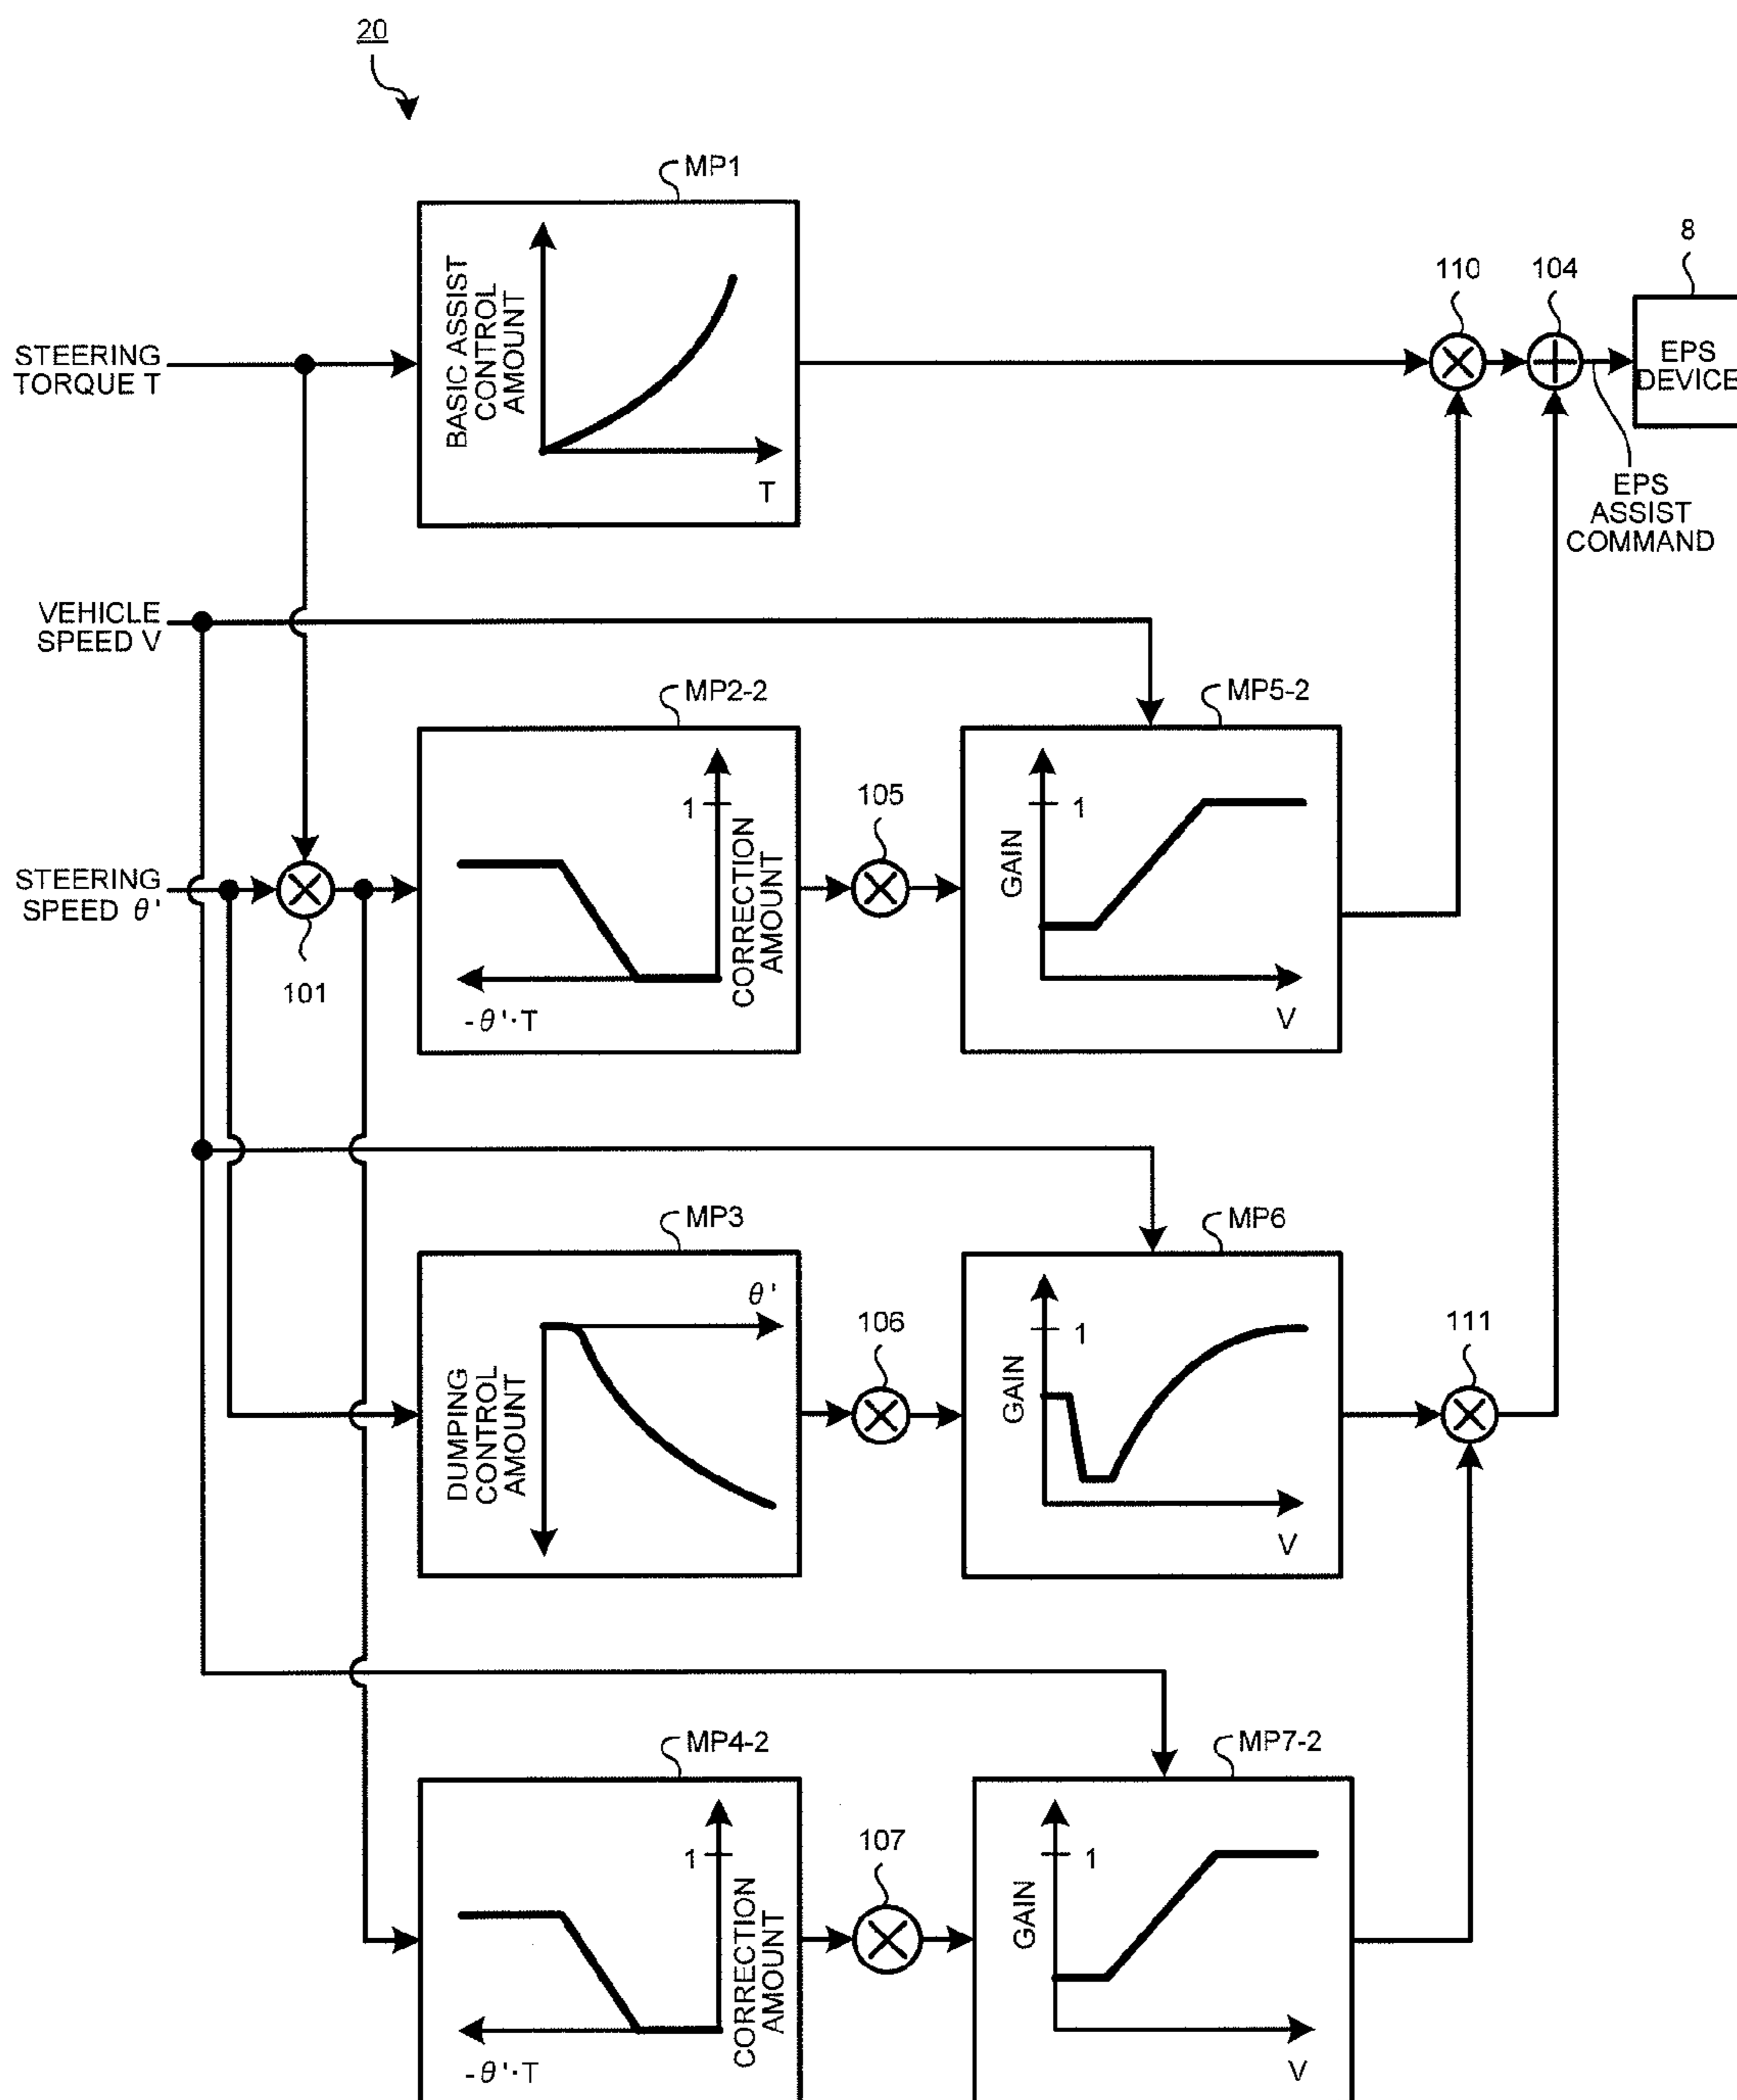 20
MP1
BASIC ASSIST
CONTROL
AMOUNT
T
STEERING
TORQUE T
110
104
8
EPS
DEVICE
EPS
ASSIST
COMMAND
VEHICLE
SPEED V
MP2-2
1
CORRECTION
AMOUNT
-θ'·T
105
MP5-2
GAIN
1
V
STEERING
SPEED θ'
101
MP3
θ'
DUMPING
CONTROL
AMOUNT
106
MP6
GAIN
1
V
111
MP4-2
1
CORRECTION
AMOUNT
-θ'·T
107
MP7-2
GAIN
1
V